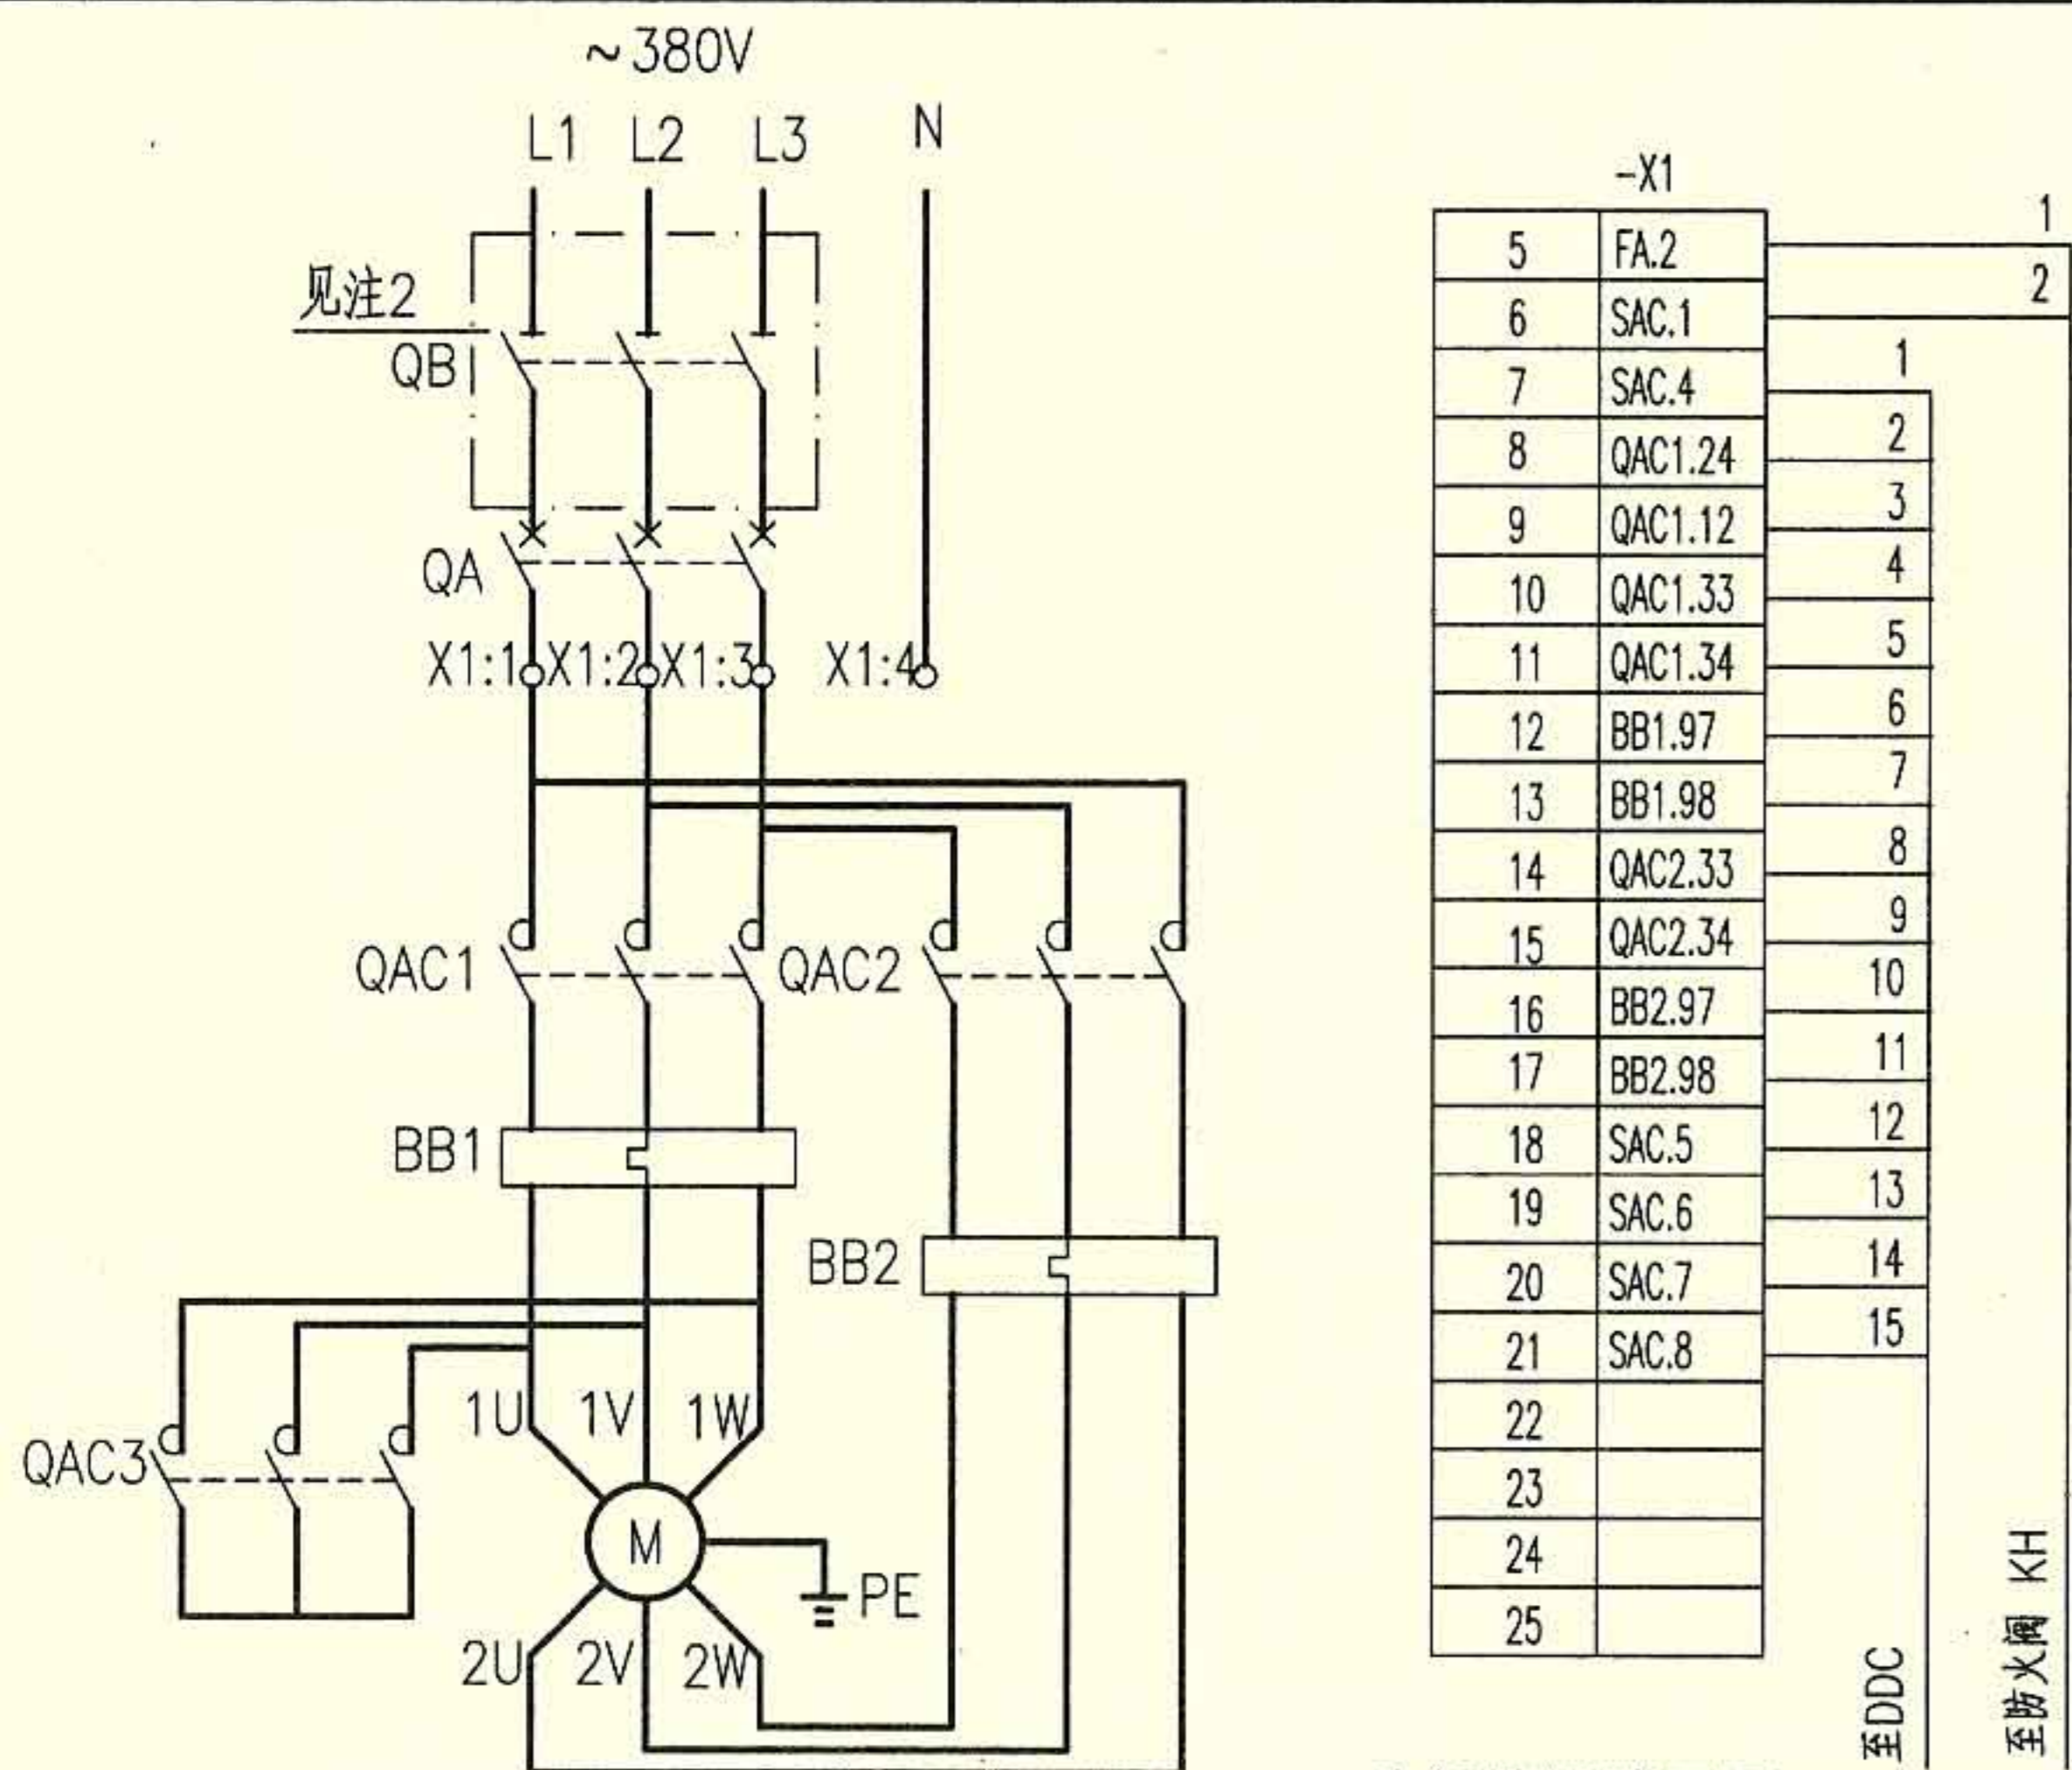 ~380V
L1 L2 L3 N
见注2
QB
QA
X1:1 X1:2 X1:3 X1:4
QAC1 QAC2
BB1
BB2
1U 1V 1W
QAC3
M
PE
2U 2V 2W
-X1
5 FA.2 1
6 SAC.1 2
7 SAC.4 1
8 QAC1.24 2
9 QAC1.12 3
10 QAC1.33 4
11 QAC1.34 5
12 BB1.97 6
13 BB1.98 7
14 QAC2.33 8
15 QAC2.34 9
16 BB2.97 10
17 BB2.98 11
18 SAC.5 12
19 SAC.6 13
20 SAC.7 14
21 SAC.8 15
22
23
24
25
至DDC
至防火阀 KH